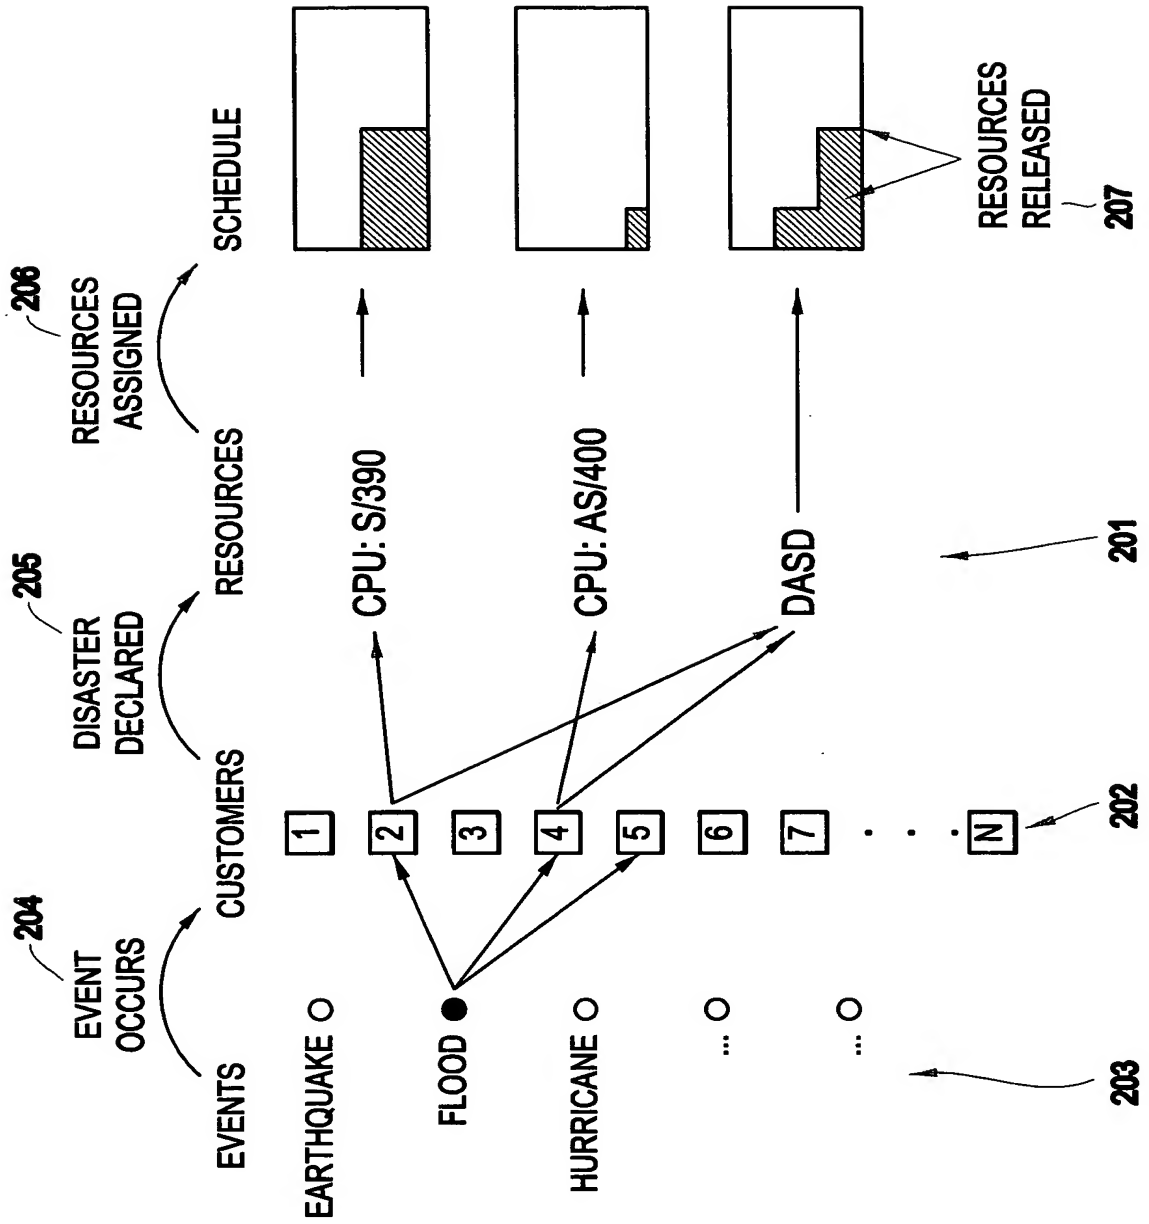 204
EVENT
OCCURS
205
DISASTER
DECLARED
206
RESOURCES
ASSIGNED
EVENTS
CUSTOMERS
RESOURCES
SCHEDULE
EARTHQUAKE
FLOOD
HURRICANE
...
...
1
2
3
4
5
6
7
. . .
N
CPU: S/390
CPU: AS/400
DASD
RESOURCES
RELEASED
207
203
202
201